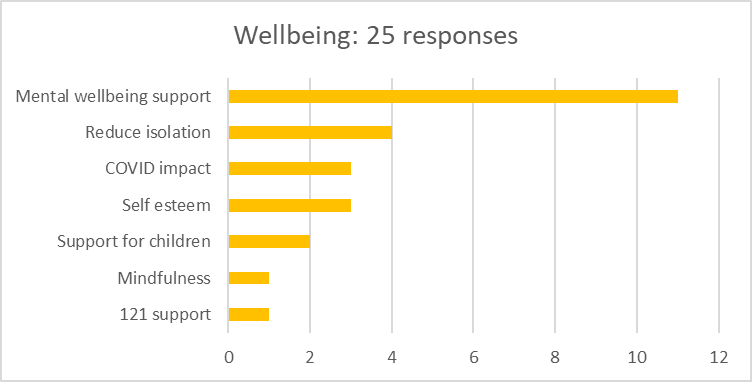 Wellbeing: 25 responses
Mental wellbeing support
Reduce isolation
COVID impact
Self esteem
Support for children
Mindfulness
121 support
0 2 4 6 8 10 12